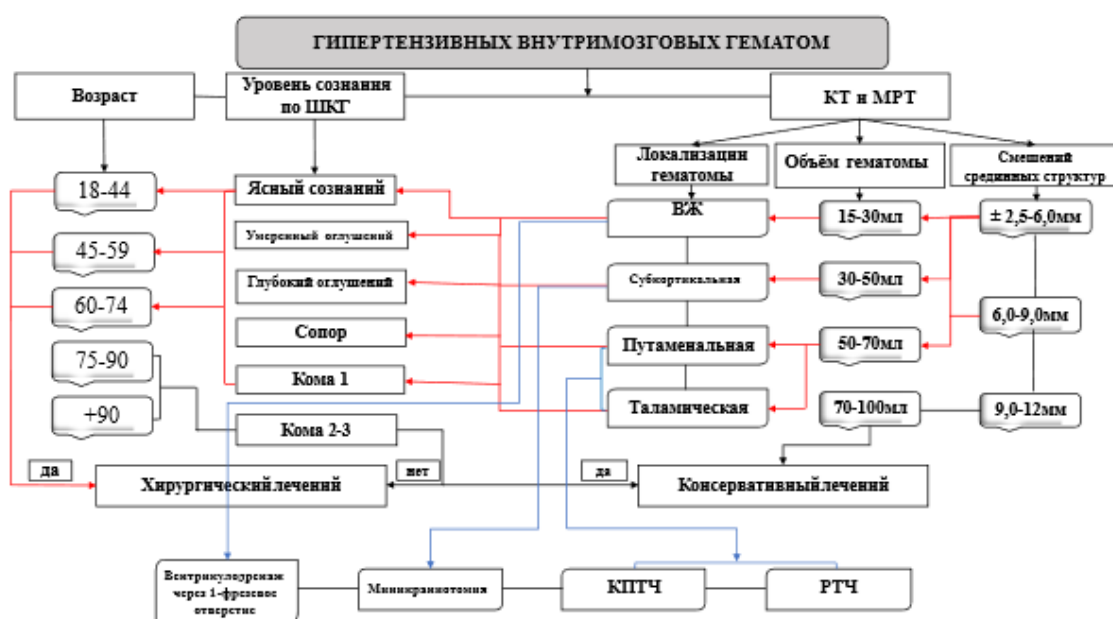 ГИПЕРТЕНЗИВНЫХ ВНУТРИМОЗГОВЫХ ГЕМАТОМ
Возраст
Уровень сознания
по ШКГ
КТ и МРТ
Локализации
гематомы
Объём гематомы
Смешений
срединных структур
18-44
45-59
60-74
75-90
+90
Ясный сознаний
Умеренный оглушений
Глубокий оглушений
Сопор
Кома 1
Кома 2-3
ВЖ
Субкортикальная
Путаменальная
Таламическая
15-30мл
30-50мл
50-70мл
70-100мл
± 2,5-6,0мм
6,0-9,0мм
9,0-12мм
да
Хирургический лечений
нет
да
Консервативный лечений
Вентрикулодренаж
через 1-фрезевое
отверстие
Миникраниотомия
КПТЧ
РТЧ